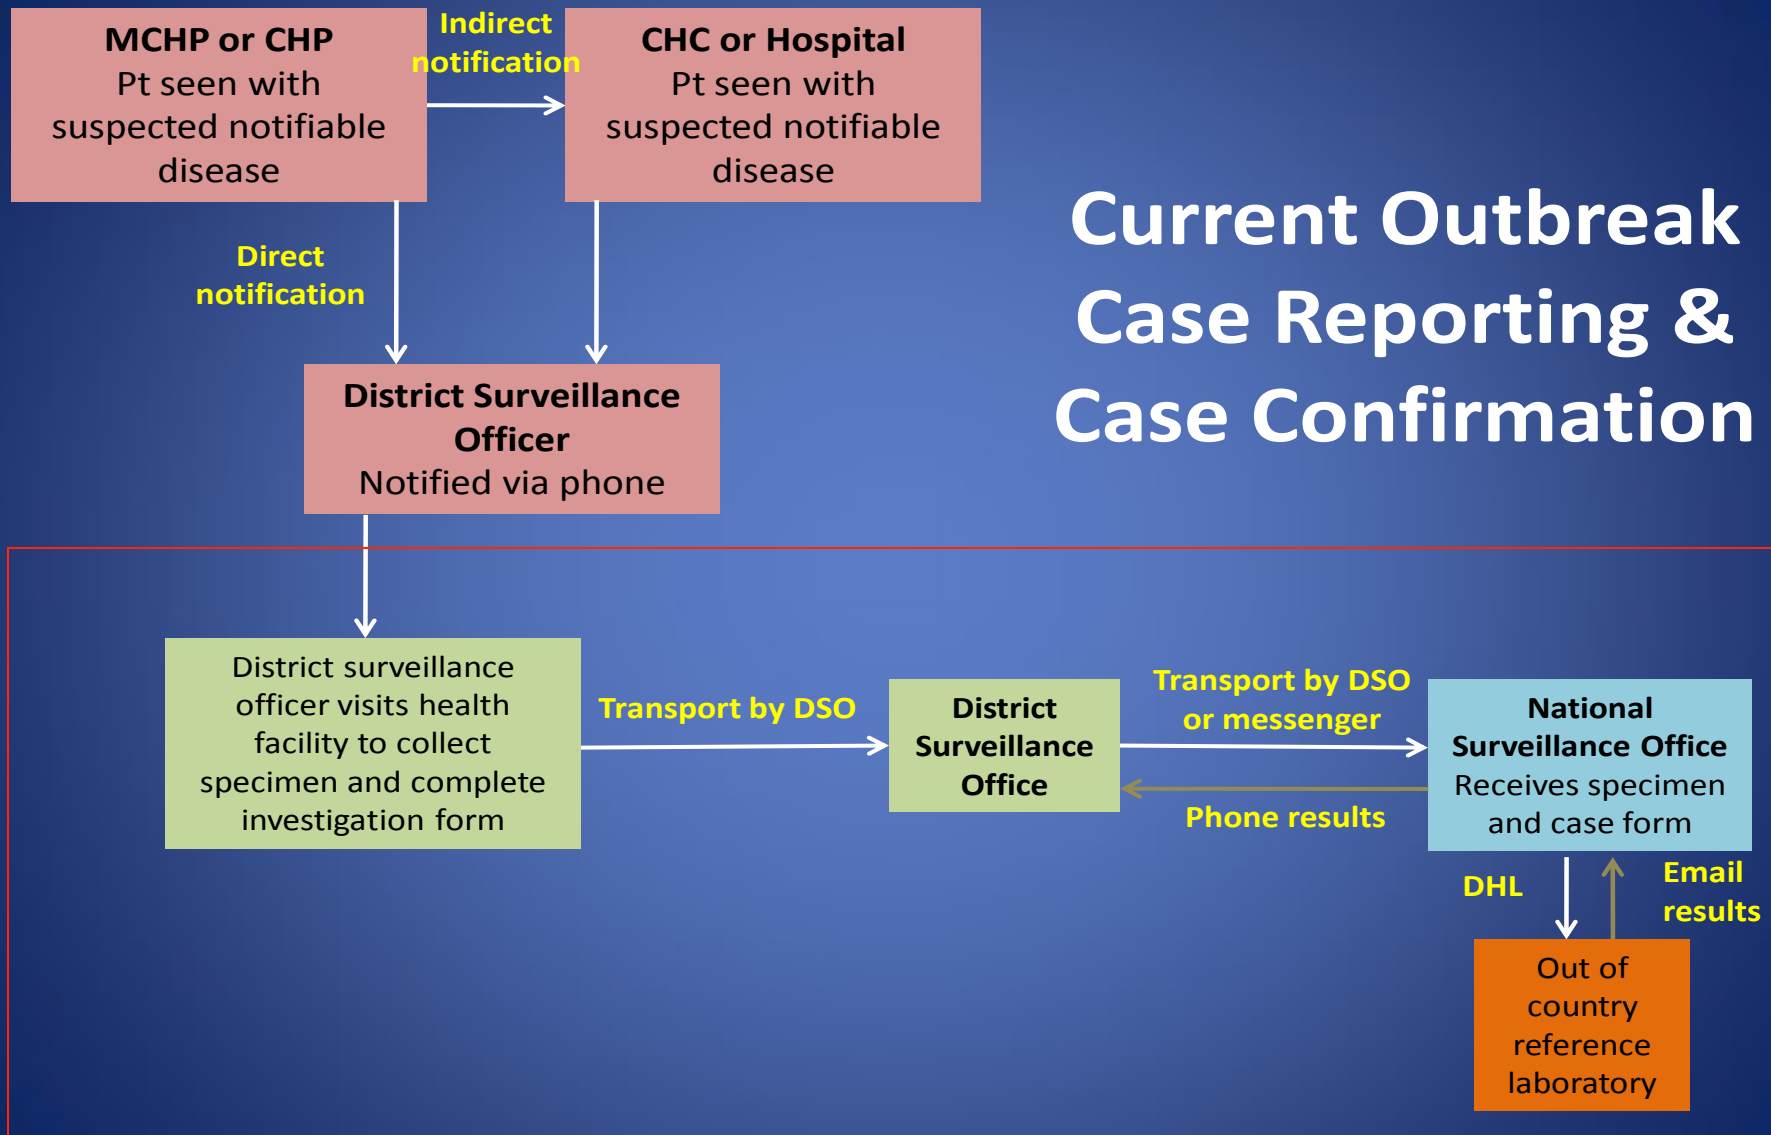 MCHP or CHP
Pt seen with
suspected notifiable
disease
Indirect
notification
CHC or Hospital
Pt seen with
suspected notifiable
disease
Current Outbreak
Case Reporting &
Case Confirmation
Direct
notification
District Surveillance
Officer
Notified via phone
District surveillance
officer visits health
facility to collect
specimen and complete
investigation form
Transport by DSO
District
Surveillance
Office
Transport by DSO
or messenger
Phone results
National
Surveillance Office
Receives specimen
and case form
DHL
Email
results
Out of
country
reference
laboratory